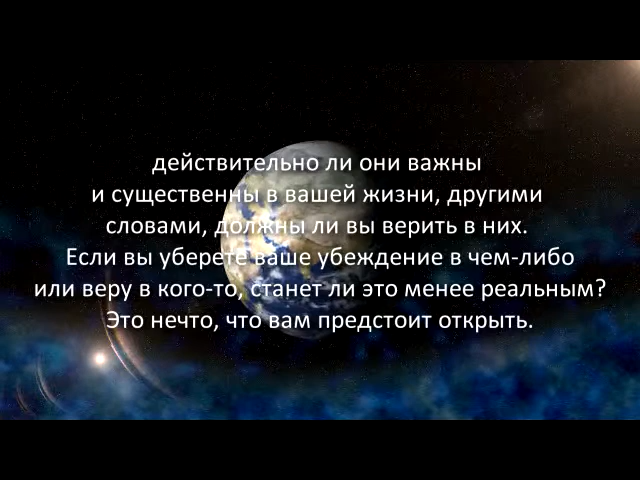 действительно ли они важны
и существенны в вашей жизни, другими
словами, должны ли вы верить в них.
Если вы уберете ваше убеждение в чем-либо
или веру в кого-то, станет ли это менее реальным?
Это нечто, что вам предстоит открыть.